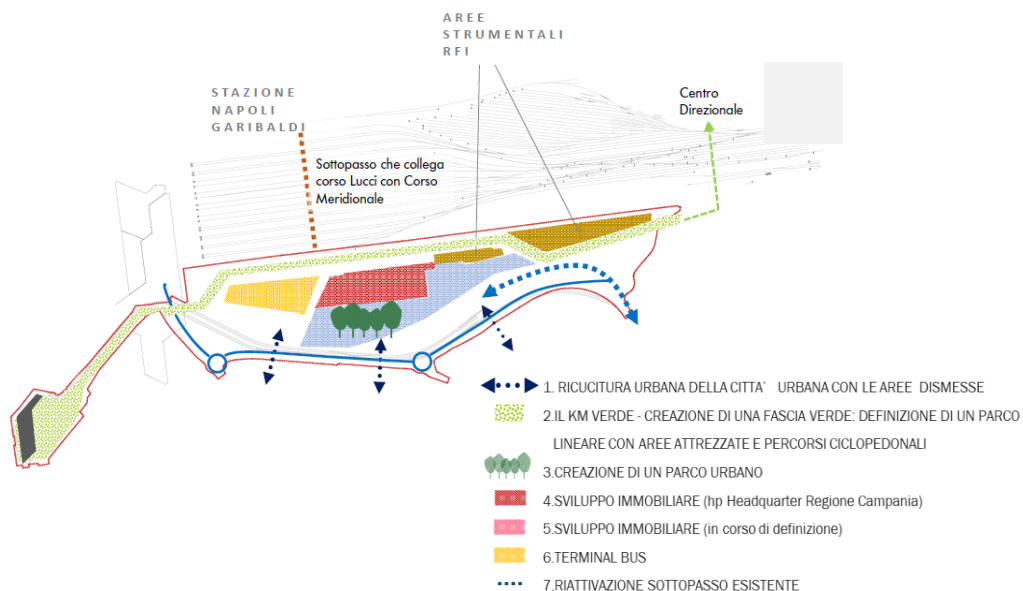 AREE
STRUMENTALI
RFI
STAZIONE
NAPOLI
GARIBALDI
Centro
Direzionale
Sottopasso che collega
corso Lucci con Corso
Meridionale
1. RICUCITURA URBANA DELLA CITTA' URBANA CON LE AREE DISMESSE
2.IL KM VERDE - CREAZIONE DI UNA FASCIA VERDE: DEFINIZIONE DI UN PARCO
LINEARE CON AREE ATTREZZATE E PERCORSI CICLOPEDONALI
3.CREAZIONE DI UN PARCO URBANO
4.SVILUPPO IMMOBILIARE (hp Headquarter Regione Campania)
5.SVILUPPO IMMOBILIARE (in corso di definizione)
6.TERMINAL BUS
7.RIATTIVAZIONE SOTTOPASSO ESISTENTE